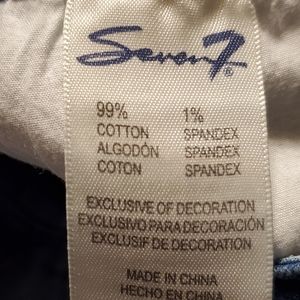 Seven7®
99% 1%
COTTON SPANDEX
ALGODÓN SPANDEX
COTON SPANDEX
EXCLUSIVE OF DECORATION
EXCLUSIVO PARA DECORACIÓN
EXCLUSIF DE DECORATION
MADE IN CHINA
HECHO EN CHINA